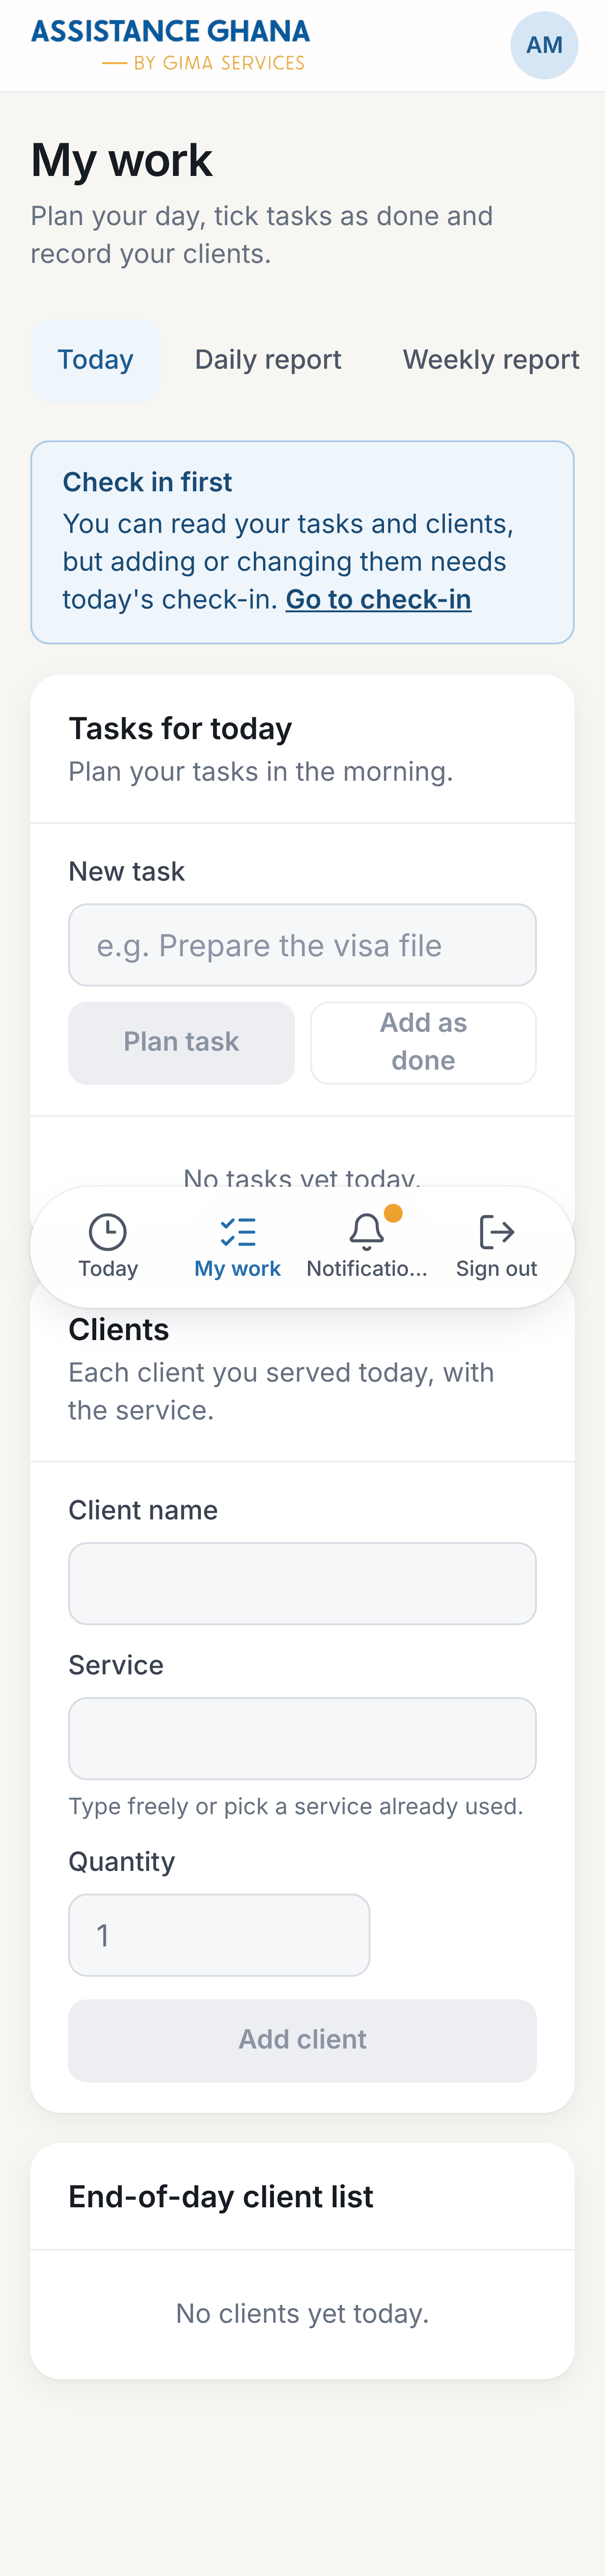 ASSISTANCE GHANA
BY GIMA SERVICES
AM
My work
Plan your day, tick tasks as done and
record your clients.
Today
Daily report
Weekly report
Check in first
You can read your tasks and clients,
but adding or changing them needs
today's check-in. Go to check-in
Tasks for today
Plan your tasks in the morning.
New task
e.g. Prepare the visa file
Plan task
Add as
done
No tasks yet today.
Today
My work
Notificatio...
Sign out
Clients
Each client you served today, with
the service.
Client name
Service
Type freely or pick a service already used.
Quantity
1
Add client
End-of-day client list
No clients yet today.